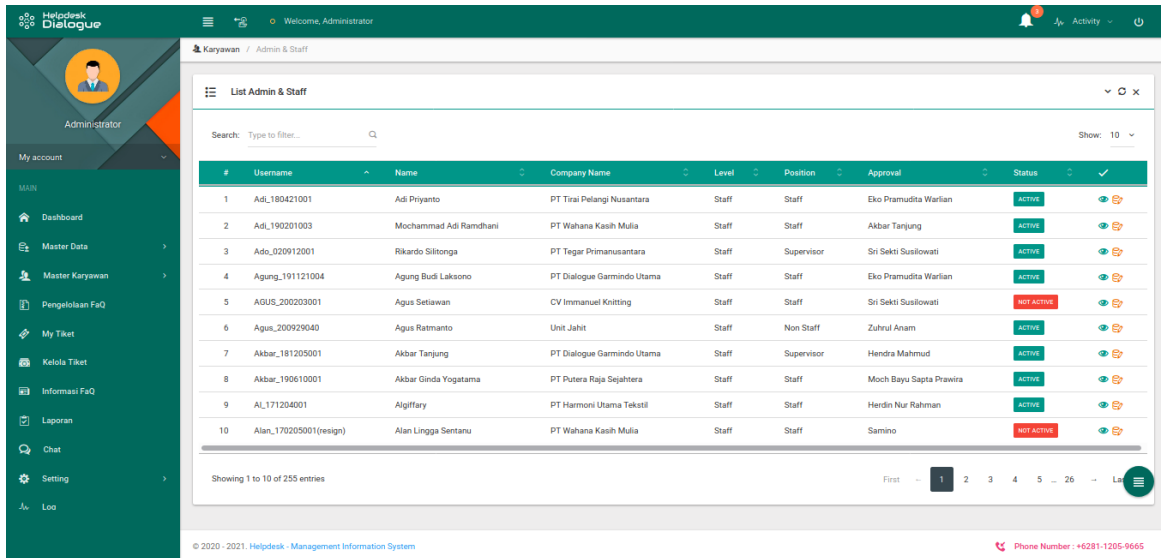 Helpdesk
Dialogue
Welcome, Administrator
3
Activity
Karyawan / Admin & Staff
Administrator
My account
MAIN
Dashboard
Master Data
Master Karyawan
Pengelolaan FaQ
My Tiket
Kelola Tiket
Informasi FaQ
Laporan
Chat
Setting
Log
List Admin & Staff
Search: Type to filter... Show: 10
# Username Name Company Name Level Position Approval Status
1 Adi_180421001 Adi Priyanto PT Tirai Pelangi Nusantara Staff Staff Eko Pramudita Warlian ACTIVE
2 Adi_190201003 Mochammad Adi Ramdhani PT Wahana Kasih Mulia Staff Staff Akbar Tanjung ACTIVE
3 Ado_020912001 Rikardo Silitonga PT Tegar Primanusantara Staff Supervisor Sri Sekti Susilowati ACTIVE
4 Agung_191121004 Agung Budi Laksono PT Dialogue Garmindo Utama Staff Staff Eko Pramudita Warlian ACTIVE
5 AGUS_200203001 Agus Setiawan CV Immanuel Knitting Staff Staff Sri Sekti Susilowati NOT ACTIVE
6 Agus_200929040 Agus Ratmanto Unit Jahit Staff Non Staff Zuhrul Anam ACTIVE
7 Akbar_181205001 Akbar Tanjung PT Dialogue Garmindo Utama Staff Supervisor Hendra Mahmud ACTIVE
8 Akbar_190610001 Akbar Ginda Yogatama PT Putera Raja Sejahtera Staff Staff Moch Bayu Sapta Prawira ACTIVE
9 Al_171204001 Algiffary PT Harmoni Utama Tekstil Staff Staff Herdin Nur Rahman ACTIVE
10 Alan_170205001(resign) Alan Lingga Sentanu PT Wahana Kasih Mulia Staff Staff Samino NOT ACTIVE
Showing 1 to 10 of 255 entries
First ← 1 2 3 4 5 ... 26 → La
© 2020 - 2021. Helpdesk - Management Information System
Phone Number : +6281-1205-9665